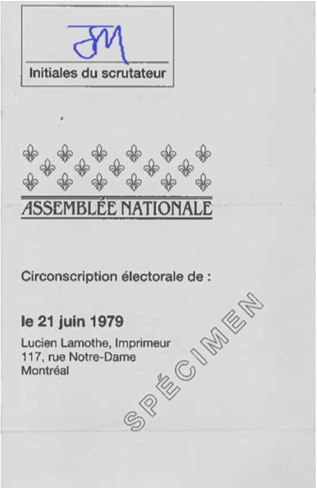 JM
Initiales du scrutateur
ASSEMBLÉE NATIONALE
Circonscription électorale de :
le 21 juin 1979
Lucien Lamothe, Imprimeur
117, rue Notre-Dame
Montréal
SPÉCIMEN